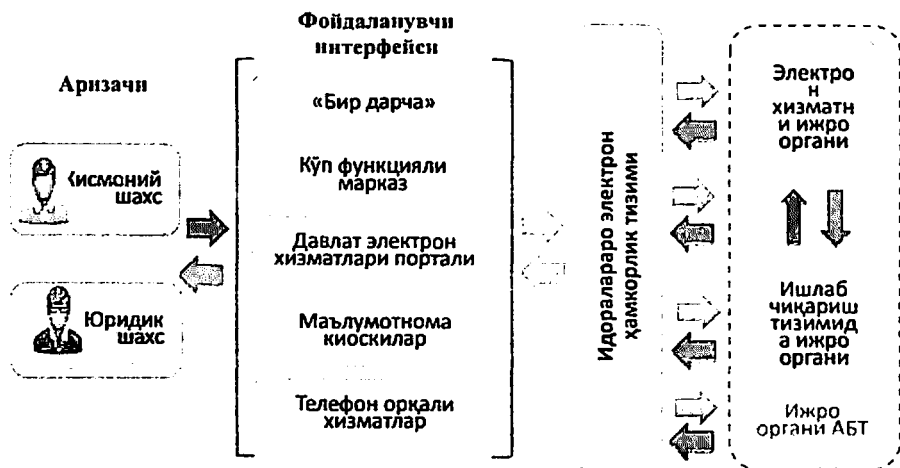 Фойдаланувчи
интерфейси
Аризачи
Жисмоний
шахс
Юридик
шахс
«Бир дарча»
Кўп функцияли
марказ
Давлат электрон
хизматлари портали
Маълумотнома
киоскилар
Телефон орқали
хизматлар
Идоралараро электрон
ҳамкорлик тизими
Электро
н
хизматн
и ижро
органи
Ишлаб
чиқариш
тизимид
а ижро
органи
Ижро
органи АБТ